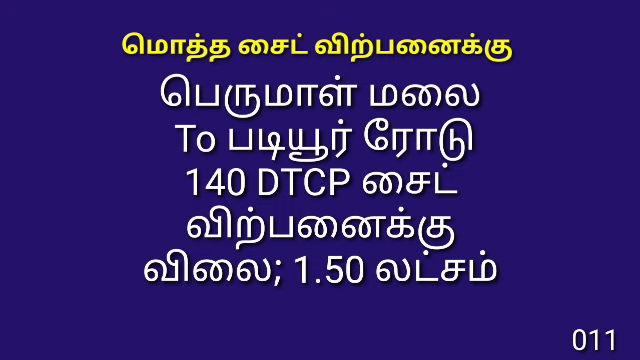 மொத்த சைட் விற்பனைக்கு
பெருமாள் மலை
To படியூர் ரோடு
140 DTCP சைட்
விற்பனைக்கு
விலை; 1.50 லட்சம்
011